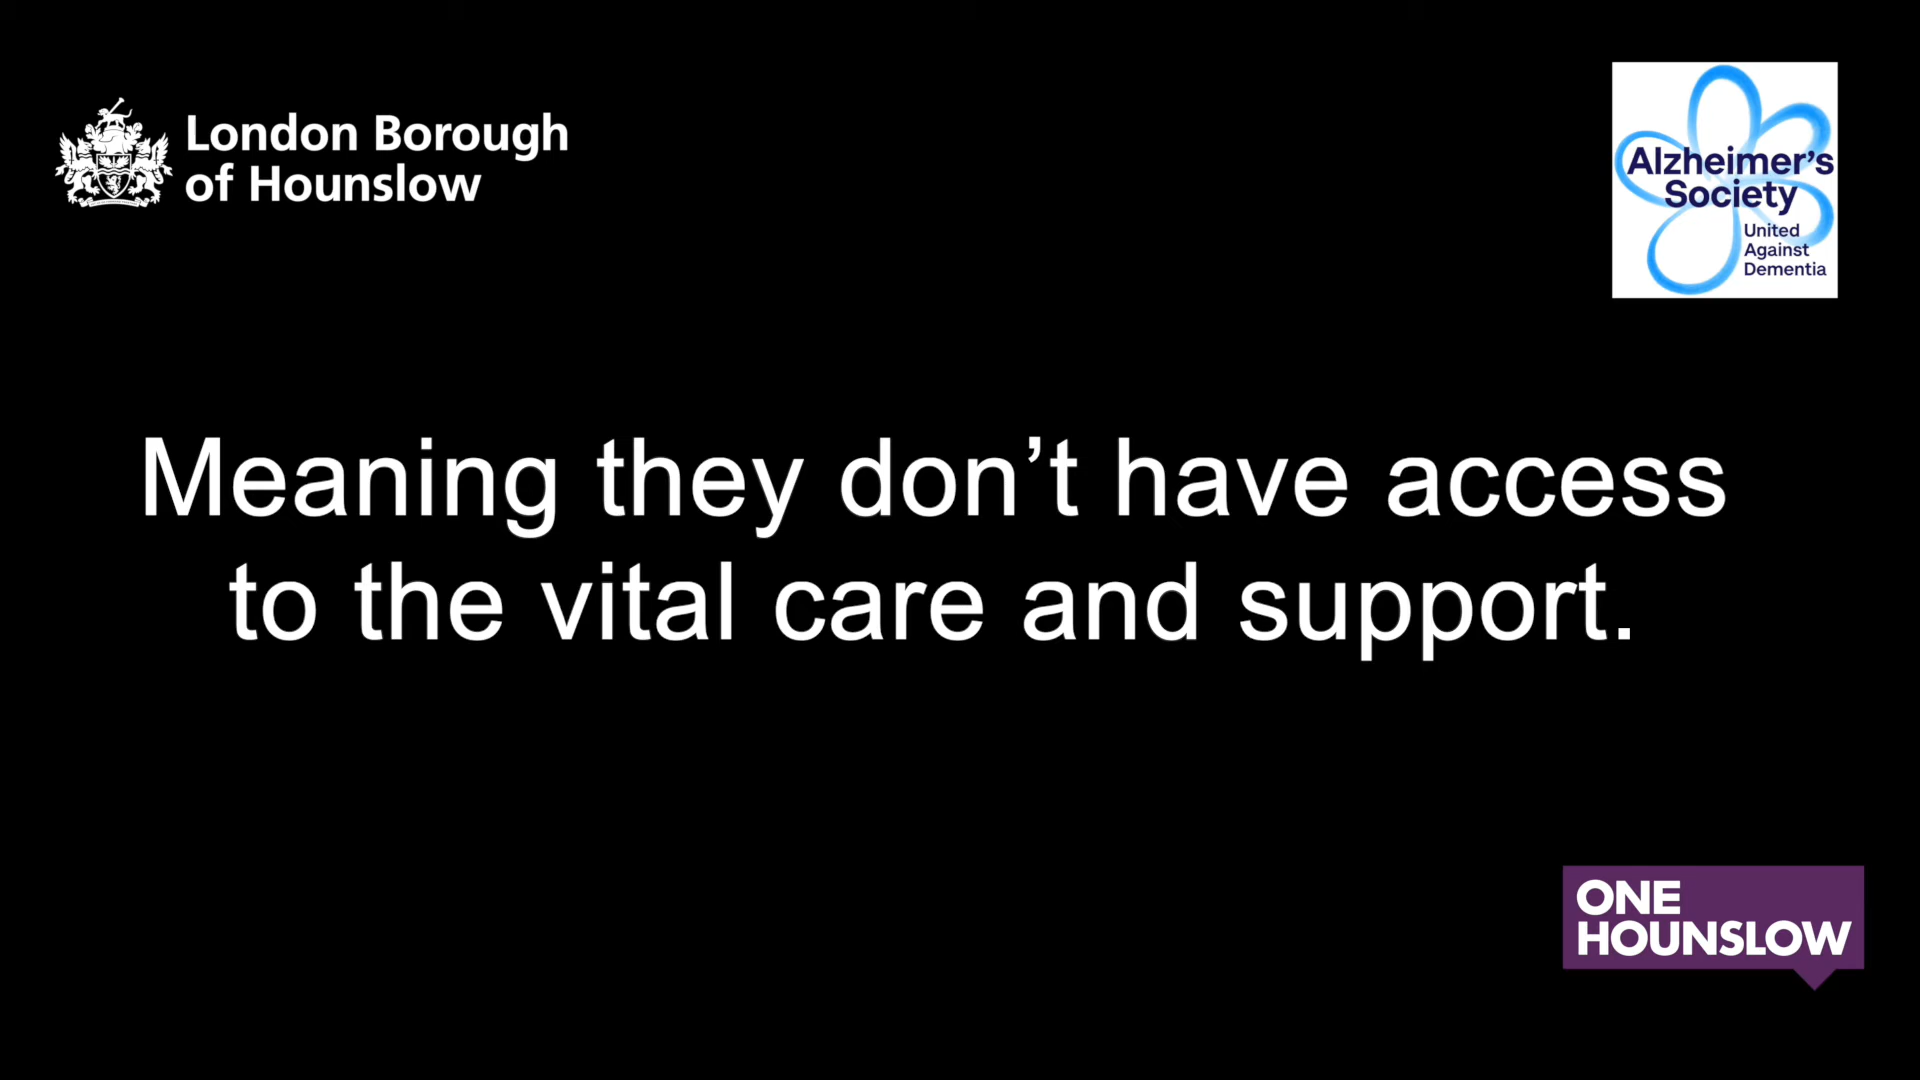 London Borough
of Hounslow
Alzheimer's
Society
United
Against
Dementia
Meaning they don’t have access
to the vital care and support.
ONE
HOUNSLOW